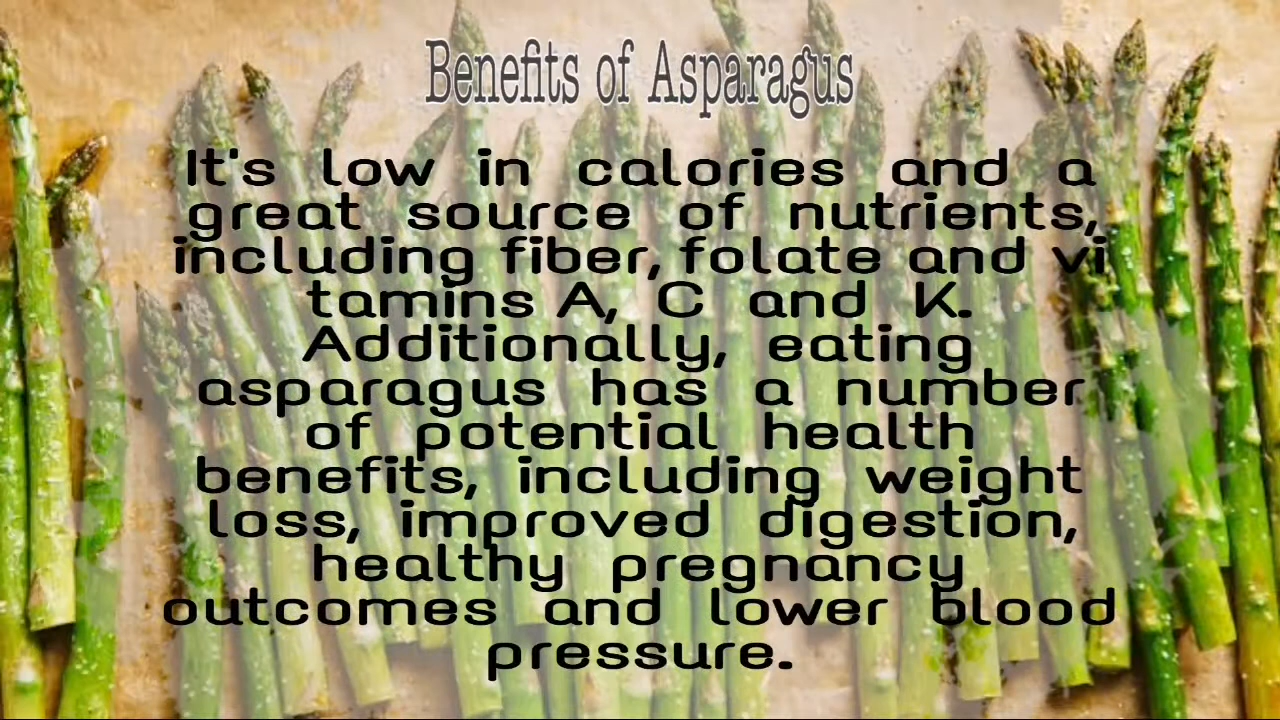 Benefits of Asparagus
It's low in calories and a
great source of nutrients,
including fiber, folate and vi
tamins A, C and K.
Additionally, eating
asparagus has a number
of potential health
benefits, including weight
loss, improved digestion,
healthy pregnancy
outcomes and lower blood
pressure.